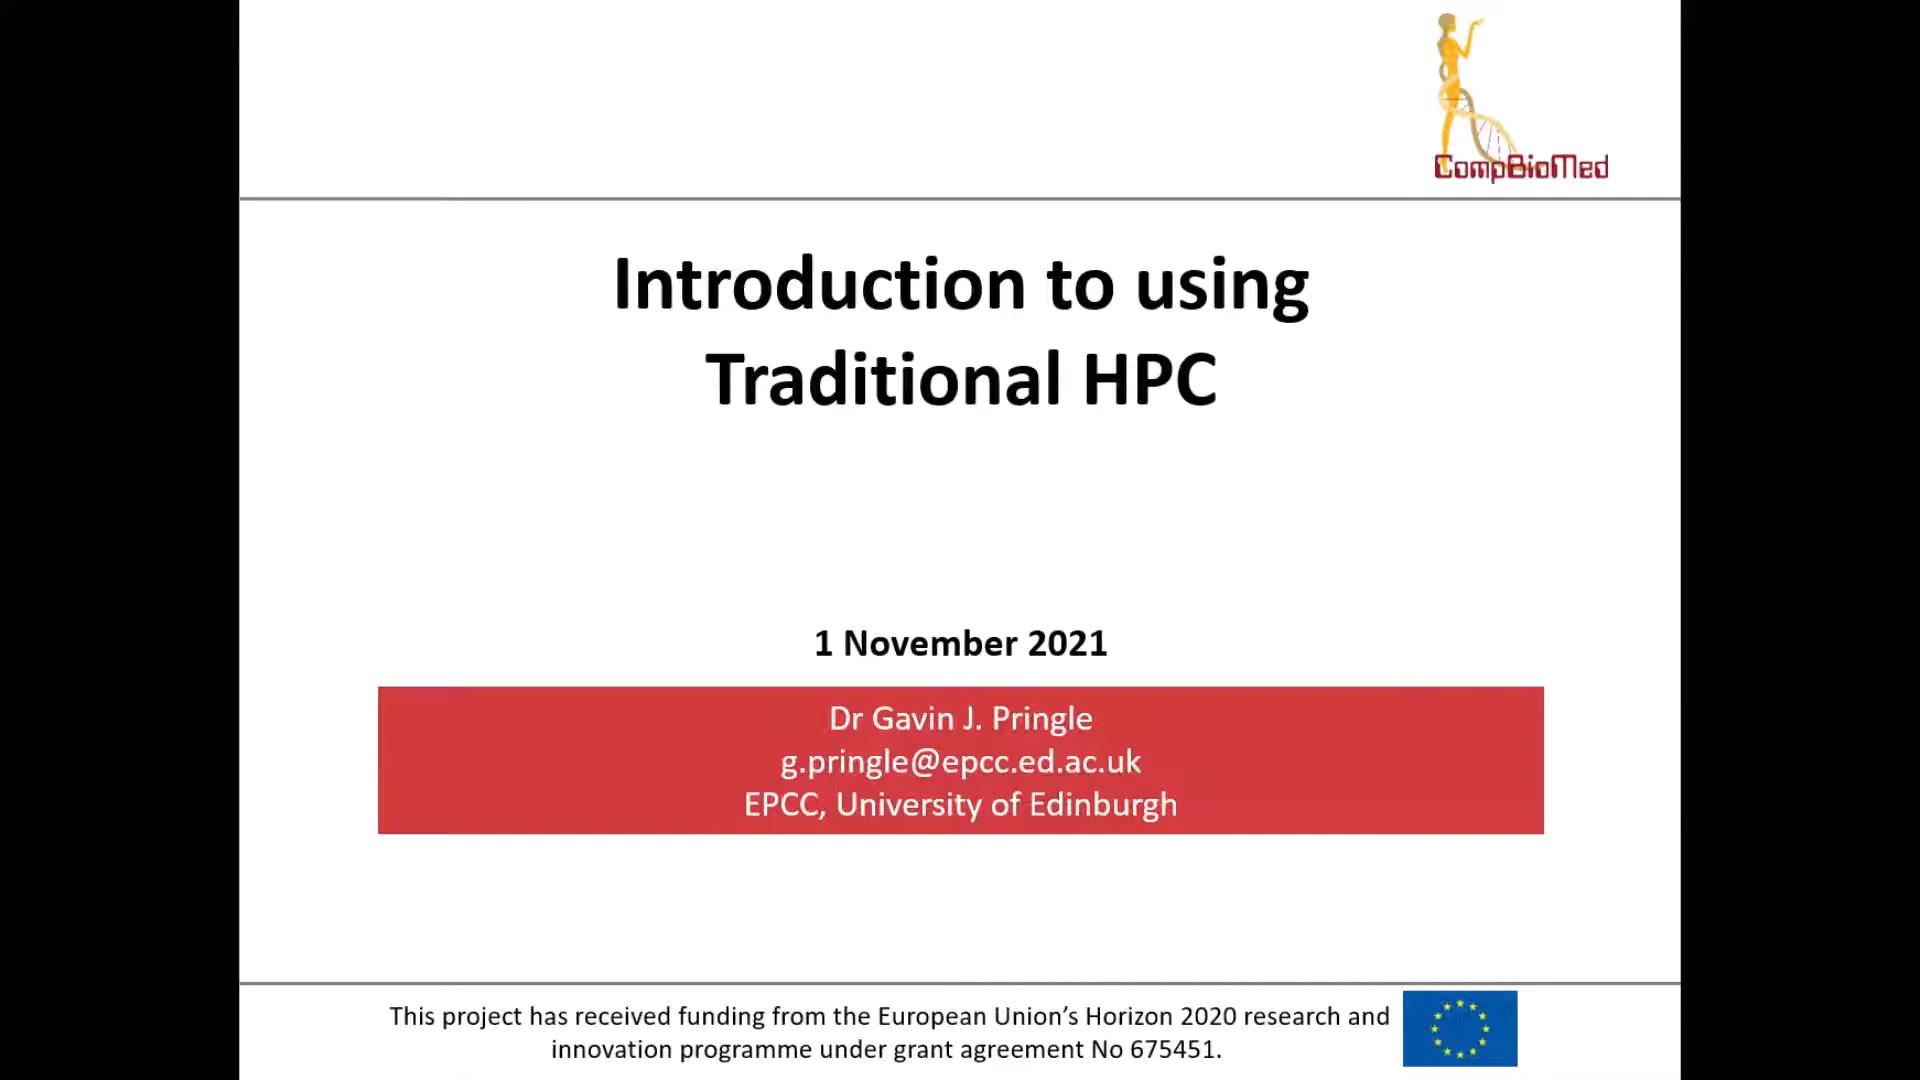 CompBioMed
Introduction to using
Traditional HPC
1 November 2021
Dr Gavin J. Pringle
g.pringle@epcc.ed.ac.uk
EPCC, University of Edinburgh
This project has received funding from the European Union’s Horizon 2020 research and
innovation programme under grant agreement No 675451.